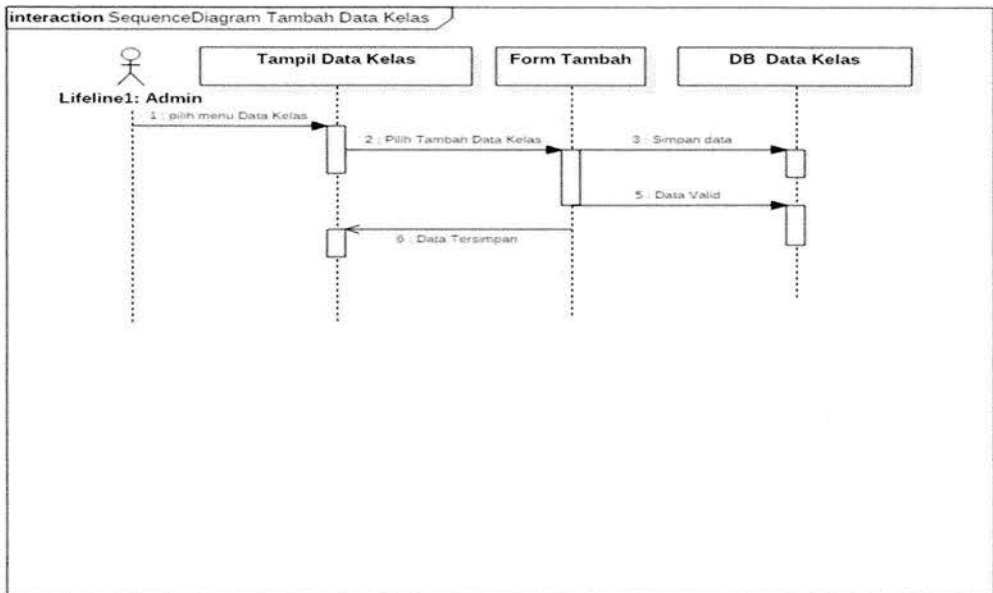 interaction SequenceDiagram Tambah Data Kelas
Tampil Data Kelas
Form Tambah
DB Data Kelas
Lifeline1: Admin
1 : pilih menu Data Kelas
2 : Pilih Tambah Data Kelas
3 : Simpan data
5 : Data Valid
6 : Data Tersimpan